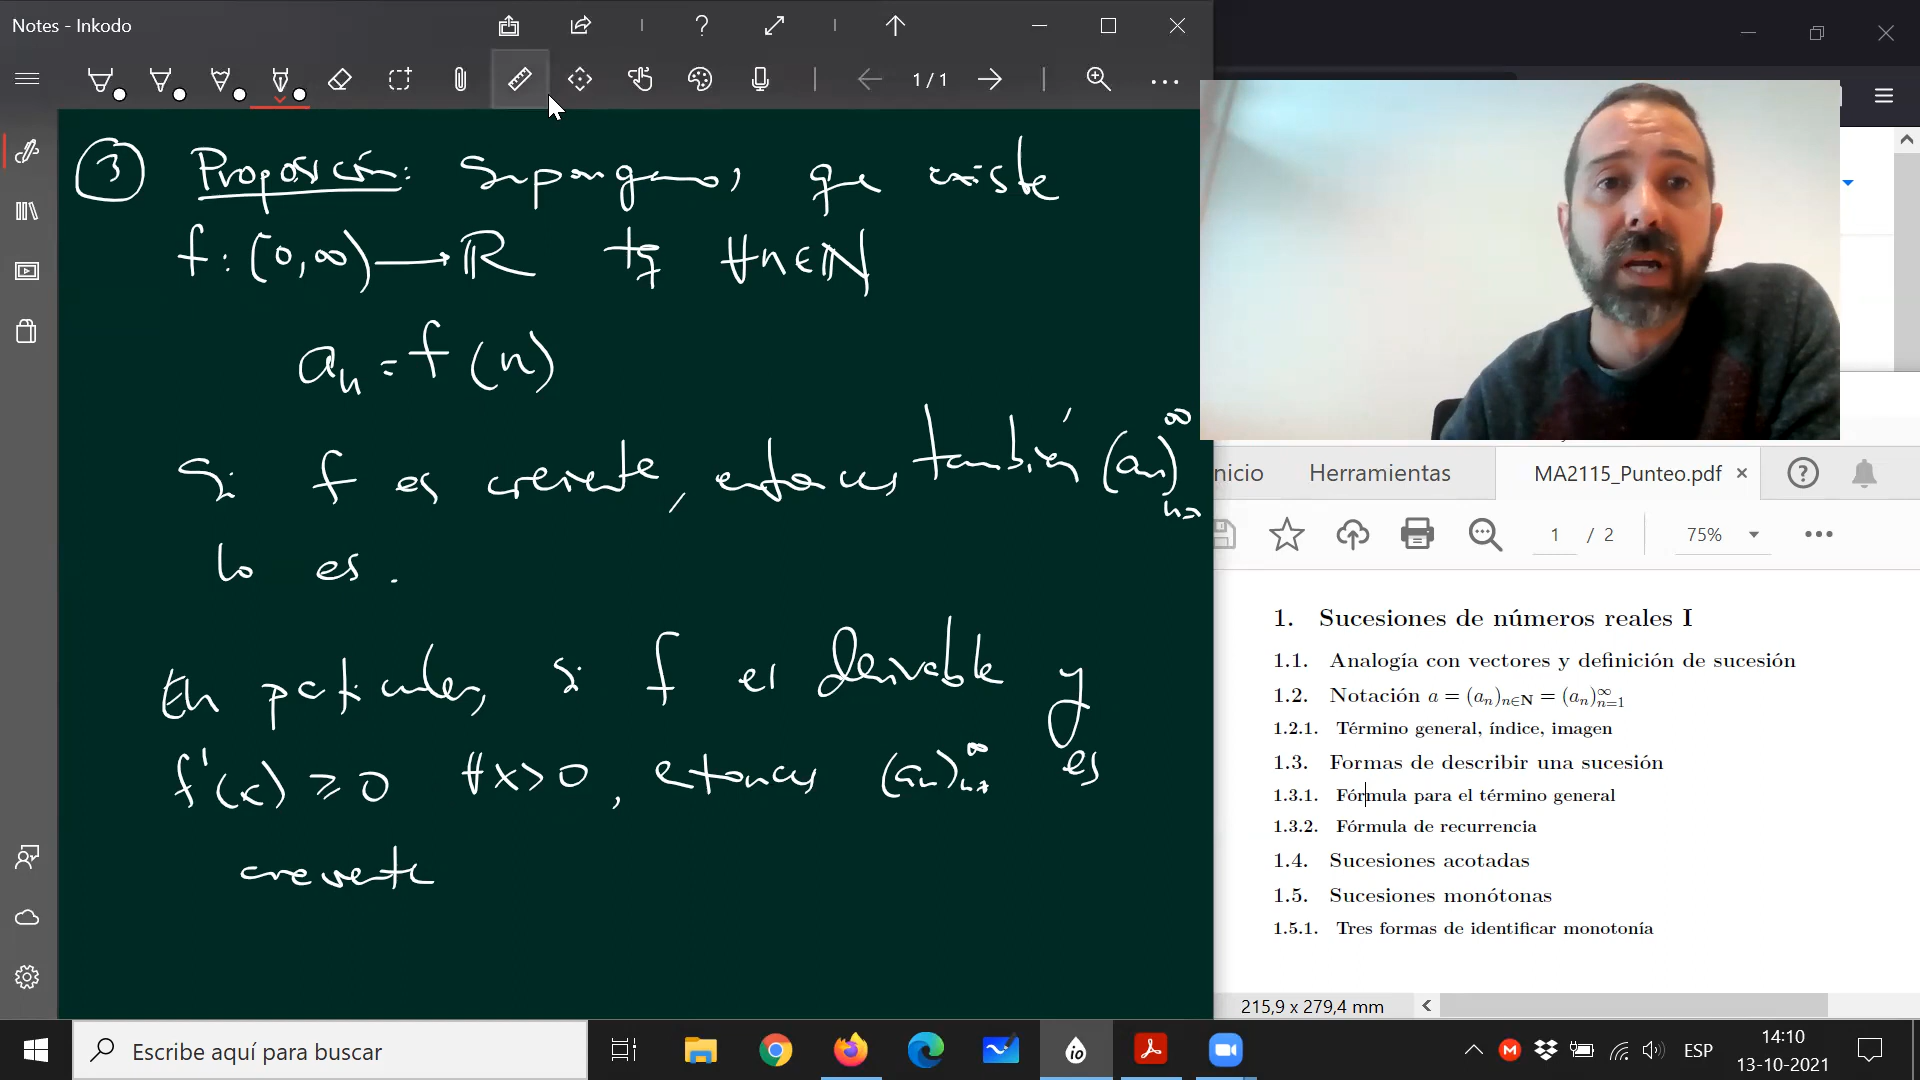 Notes - Inkodo
1 / 1
3 Proposición: Supongamos que existe
f : (0,∞) ⟶ ℝ tq ∀n∈ℕ
aₙ = f(n)
Si f es creciente, entonces también (aₙ)^∞_{n=
lo es.
En particular, si f es derivable y
f'(x) ≥ 0 ∀x>0, entonces (aₙ)^∞_{n=1} es
creciente
nicio Herramientas MA2115_Punteo.pdf ×
1 / 2 75%
1. Sucesiones de números reales I
1.1. Analogía con vectores y definición de sucesión
1.2. Notación a = (aₙ)_{n∈N} = (aₙ)^∞_{n=1}
1.2.1. Término general, índice, imagen
1.3. Formas de describir una sucesión
1.3.1. Fórmula para el término general
1.3.2. Fórmula de recurrencia
1.4. Sucesiones acotadas
1.5. Sucesiones monótonas
1.5.1. Tres formas de identificar monotonía
215,9 x 279,4 mm
Escribe aquí para buscar
ESP
14:10
13-10-2021